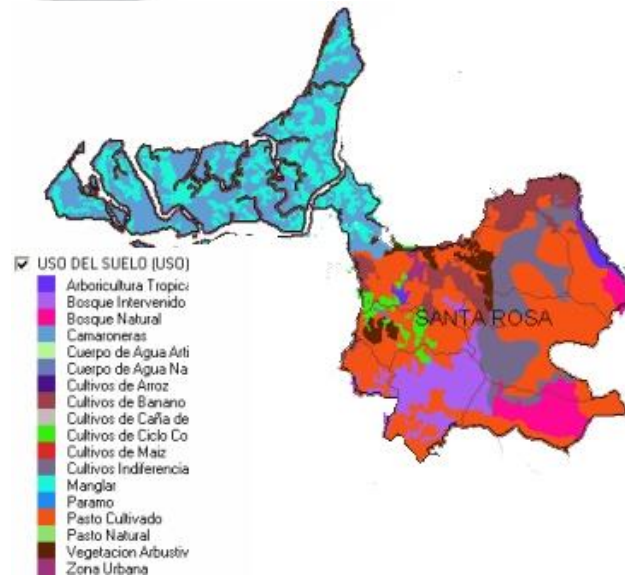 SANTA ROSA
USO DEL SUELO (USO)
Arboricultura Tropica
Bosque Intervenido
Bosque Natural
Camaroneras
Cuerpo de Agua Arti
Cuerpo de Agua Na
Cultivos de Arroz
Cultivos de Banano
Cultivos de Caña de
Cultivos de Ciclo Co
Cultivos de Maiz
Cultivos Indiferencia
Manglar
Paramo
Pasto Cultivado
Pasto Natural
Vegetacion Arbustiv
Zona Urbana